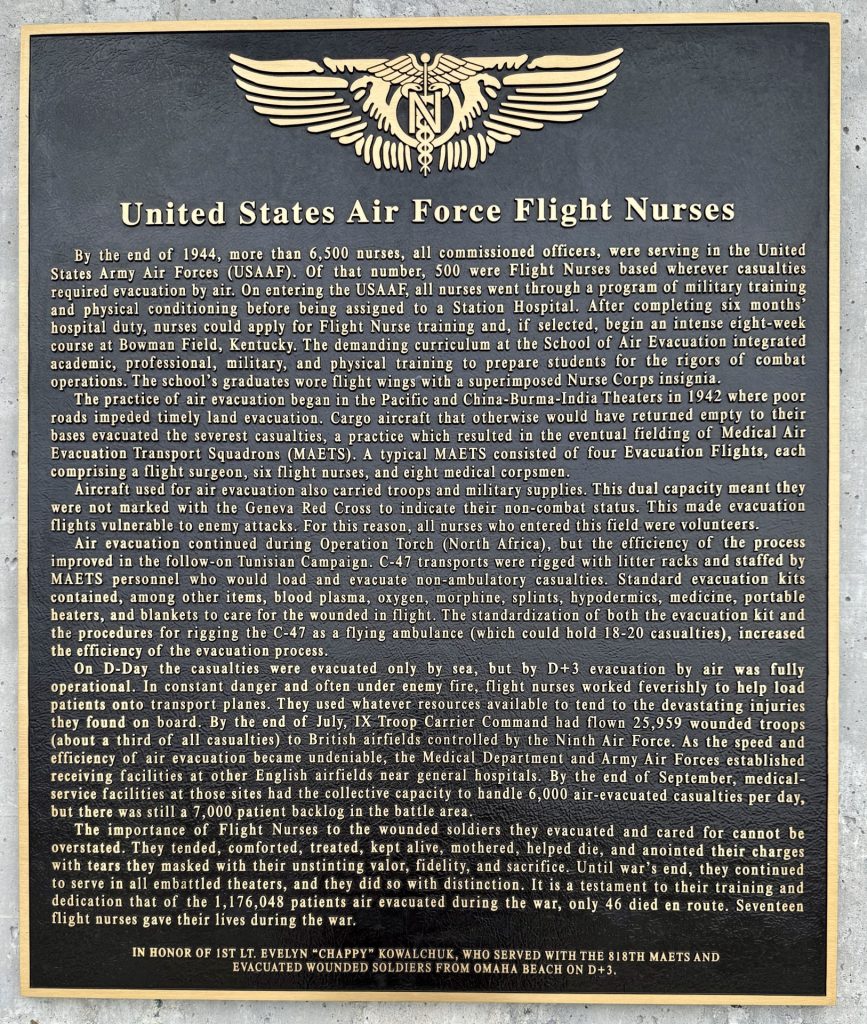 N
United States Air Force Flight Nurses
By the end of 1944, more than 6,500 nurses, all commissioned officers, were serving in the United
States Army Air Forces (USAAF). Of that number, 500 were Flight Nurses based wherever casualties
required evacuation by air. On entering the USAAF, all nurses went through a program of military training
and physical conditioning before being assigned to a Station Hospital. After completing six months'
hospital duty, nurses could apply for Flight Nurse training and, if selected, begin an intense eight-week
course at Bowman Field, Kentucky. The demanding curriculum at the School of Air Evacuation integrated
academic, professional, military, and physical training to prepare students for the rigors of combat
operations. The school's graduates wore flight wings with a superimposed Nurse Corps insignia.
The practice of air evacuation began in the Pacific and China-Burma-India Theaters in 1942 where poor
roads impeded timely land evacuation. Cargo aircraft that otherwise would have returned empty to their
bases evacuated the severest casualties, a practice which resulted in the eventual fielding of Medical Air
Evacuation Transport Squadrons (MAETS). A typical MAETS consisted of four Evacuation Flights, each
comprising a flight surgeon, six flight nurses, and eight medical corpsmen.
Aircraft used for air evacuation also carried troops and military supplies. This dual capacity meant they
were not marked with the Geneva Red Cross to indicate their non-combat status. This made evacuation
flights vulnerable to enemy attacks. For this reason, all nurses who entered this field were volunteers.
Air evacuation continued during Operation Torch (North Africa), but the efficiency of the process
improved in the follow-on Tunisian Campaign. C-47 transports were rigged with litter racks and staffed by
MAETS personnel who would load and evacuate non-ambulatory casualties. Standard evacuation kits
contained, among other items, blood plasma, oxygen, morphine, splints, hypodermics, medicine, portable
heaters, and blankets to care for the wounded in flight. The standardization of both the evacuation kit and
the procedures for rigging the C-47 as a flying ambulance (which could hold 18-20 casualties), increased
the efficiency of the evacuation process.
On D-Day the casualties were evacuated only by sea, but by D+3 evacuation by air was fully
operational. In constant danger and often under enemy fire, flight nurses worked feverishly to help load
patients onto transport planes. They used whatever resources available to tend to the devastating injuries
they found on board. By the end of July, IX Troop Carrier Command had flown 25,959 wounded troops
(about a third of all casualties) to British airfields controlled by the Ninth Air Force. As the speed and
efficiency of air evacuation became undeniable, the Medical Department and Army Air Forces established
receiving facilities at other English airfields near general hospitals. By the end of September, medical-
service facilities at those sites had the collective capacity to handle 6,000 air-evacuated casualties per day,
but there was still a 7,000 patient backlog in the battle area.
The importance of Flight Nurses to the wounded soldiers they evacuated and cared for cannot be
overstated. They tended, comforted, treated, kept alive, mothered, helped die, and anointed their charges
with tears they masked with their unstinting valor, fidelity, and sacrifice. Until war's end, they continued
to serve in all embattled theaters, and they did so with distinction. It is a testament to their training and
dedication that of the 1,176,048 patients air evacuated during the war, only 46 died en route. Seventeen
flight nurses gave their lives during the war.
IN HONOR OF 1ST LT. EVELYN "CHAPPY" KOWALCHUK, WHO SERVED WITH THE 818TH MAETS AND
EVACUATED WOUNDED SOLDIERS FROM OMAHA BEACH ON D+3.